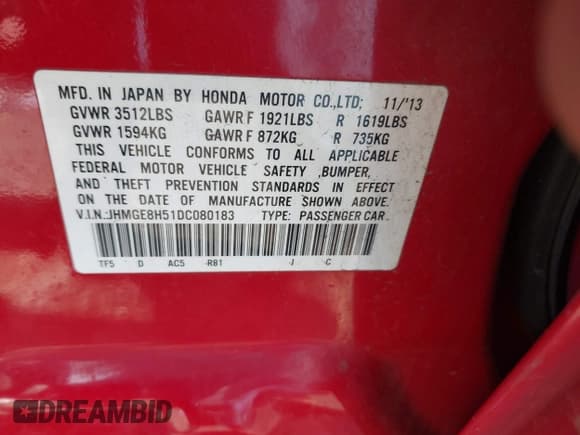 MFD. IN JAPAN BY HONDA MOTOR CO.,LTD; 11/'13
GVWR 3512LBS GAWR F 1921LBS R 1619LBS
GVWR 1594KG GAWR F 872KG R 735KG
THIS VEHICLE CONFORMS TO ALL APPLICABLE
FEDERAL MOTOR VEHICLE SAFETY ,BUMPER,
AND THEFT PREVENTION STANDARDS IN EFFECT
ON THE DATE OF MANUFACTURE SHOWN ABOVE.
V.I.N.:JHMGE8H51DC080183 TYPE: PASSENGER CAR
TF5 D AC5 -R81 -I -C
DREAMBID